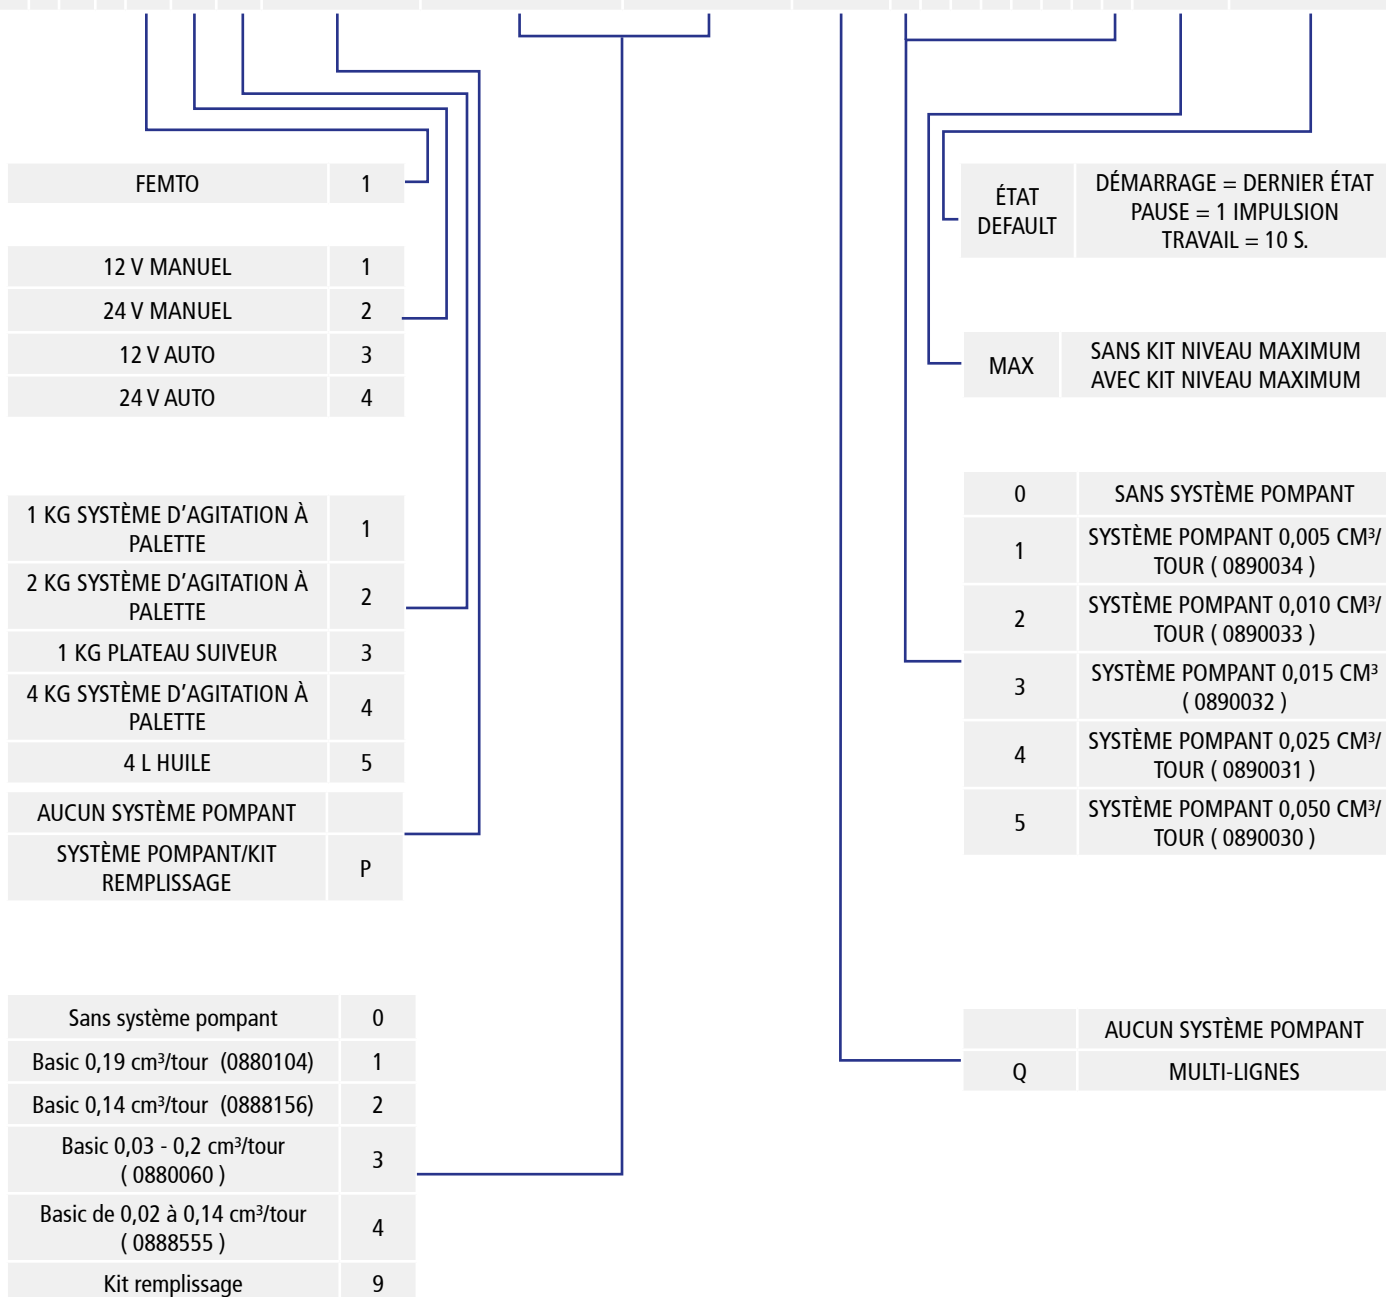 FEMTO 1
12 V MANUEL 1
24 V MANUEL 2
12 V AUTO 3
24 V AUTO 4
1 KG SYSTÈME D’AGITATION À
PALETTE 1
2 KG SYSTÈME D’AGITATION À
PALETTE 2
1 KG PLATEAU SUIVEUR 3
4 KG SYSTÈME D’AGITATION À
PALETTE 4
4 L HUILE 5
AUCUN SYSTÈME POMPANT
SYSTÈME POMPANT/KIT
REMPLISSAGE P
Sans système pompant 0
Basic 0,19 cm³/tour (0880104) 1
Basic 0,14 cm³/tour (0888156) 2
Basic 0,03 - 0,2 cm³/tour
( 0880060 ) 3
Basic de 0,02 à 0,14 cm³/tour
( 0888555 ) 4
Kit remplissage 9
ÉTAT
DEFAULT
DÉMARRAGE = DERNIER ÉTAT
PAUSE = 1 IMPULSION
TRAVAIL = 10 S.
MAX
SANS KIT NIVEAU MAXIMUM
AVEC KIT NIVEAU MAXIMUM
0 SANS SYSTÈME POMPANT
1 SYSTÈME POMPANT 0,005 CM³/
TOUR ( 0890034 )
2 SYSTÈME POMPANT 0,010 CM³/
TOUR ( 0890033 )
3 SYSTÈME POMPANT 0,015 CM³
( 0890032 )
4 SYSTÈME POMPANT 0,025 CM³/
TOUR ( 0890031 )
5 SYSTÈME POMPANT 0,050 CM³/
TOUR ( 0890030 )
AUCUN SYSTÈME POMPANT
Q MULTI-LIGNES